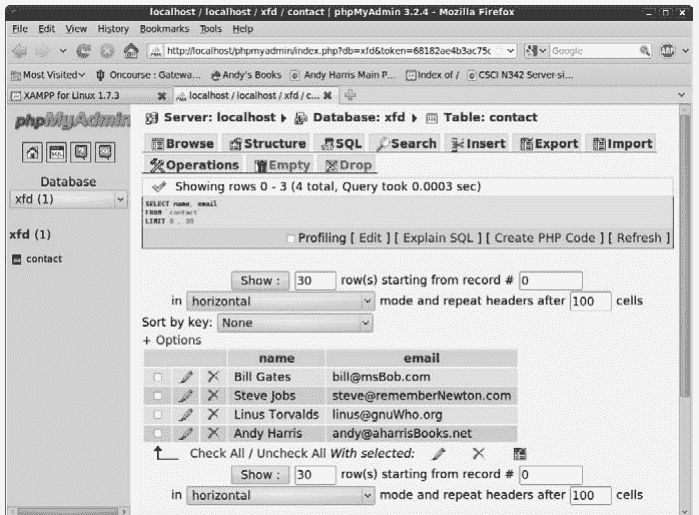 localhost / localhost / xfd / contact | phpMyAdmin 3.2.4 - Mozilla Firefox
File Edit View History Bookmarks Tools Help
http://localhost/phpmyadmin/index.php?db=xfd&token=68182ae4b3ac75c
Google
Most Visited Oncourse : Gatewa... Andy's Books Andy Harris Main P... Index of / CSCI N342 Server-si...
XAMPP for Linux 1.7.3 localhost / localhost / xfd / c...
phpMyAdmin
Database
xfd (1)
xfd (1)
contact
Server: localhost Database: xfd Table: contact
Browse Structure SQL Search Insert Export Import
Operations Empty Drop
Showing rows 0 - 3 (4 total, Query took 0.0003 sec)
SELECT name, email
FROM contact
LIMIT 0 , 30
Profiling [ Edit ] [ Explain SQL ] [ Create PHP Code ] [ Refresh ]
Show : 30 row(s) starting from record # 0
in horizontal mode and repeat headers after 100 cells
Sort by key: None
+ Options
name email
Bill Gates bill@msBob.com
Steve Jobs steve@rememberNewton.com
Linus Torvalds linus@gnuWho.org
Andy Harris andy@aharrisBooks.net
Check All / Uncheck All With selected:
Show : 30 row(s) starting from record # 0
in horizontal mode and repeat headers after 100 cells